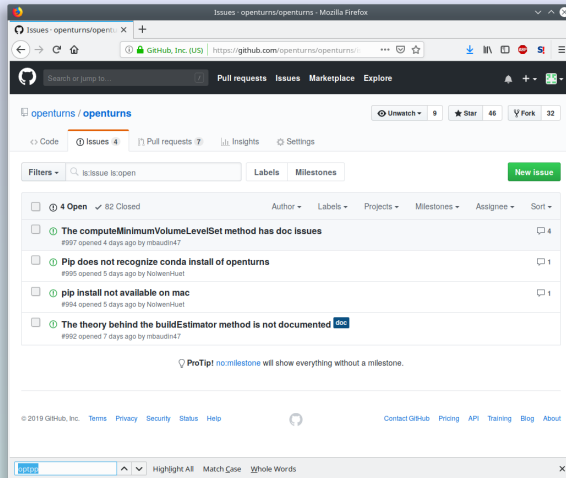 Issues - openturns/openturns - Mozilla Firefox
Issues · openturns/opentu
GitHub, Inc. (US) https://github.com/openturns/openturns/
Search or jump to... Pull requests Issues Marketplace Explore
openturns / openturns Unwatch 9 Star 46 Fork 32
Code Issues 4 Pull requests 7 Insights Settings
Filters is:issue is:open Labels Milestones New issue
4 Open 82 Closed Author Labels Projects Milestones Assignee Sort
The computeMinimumVolumeLevelSet method has doc issues 4
#997 opened 4 days ago by mbaudin47
Pip does not recognize conda install of openturns 1
#995 opened 5 days ago by NolwenHuet
pip install not available on mac 1
#994 opened 5 days ago by NolwenHuet
The theory behind the buildEstimator method is not documented doc
#992 opened 7 days ago by mbaudin47
ProTip! no:milestone will show everything without a milestone.
© 2019 GitHub, Inc. Terms Privacy Security Status Help Contact GitHub Pricing API Training Blog About
optpp Highlight All Match Case Whole Words